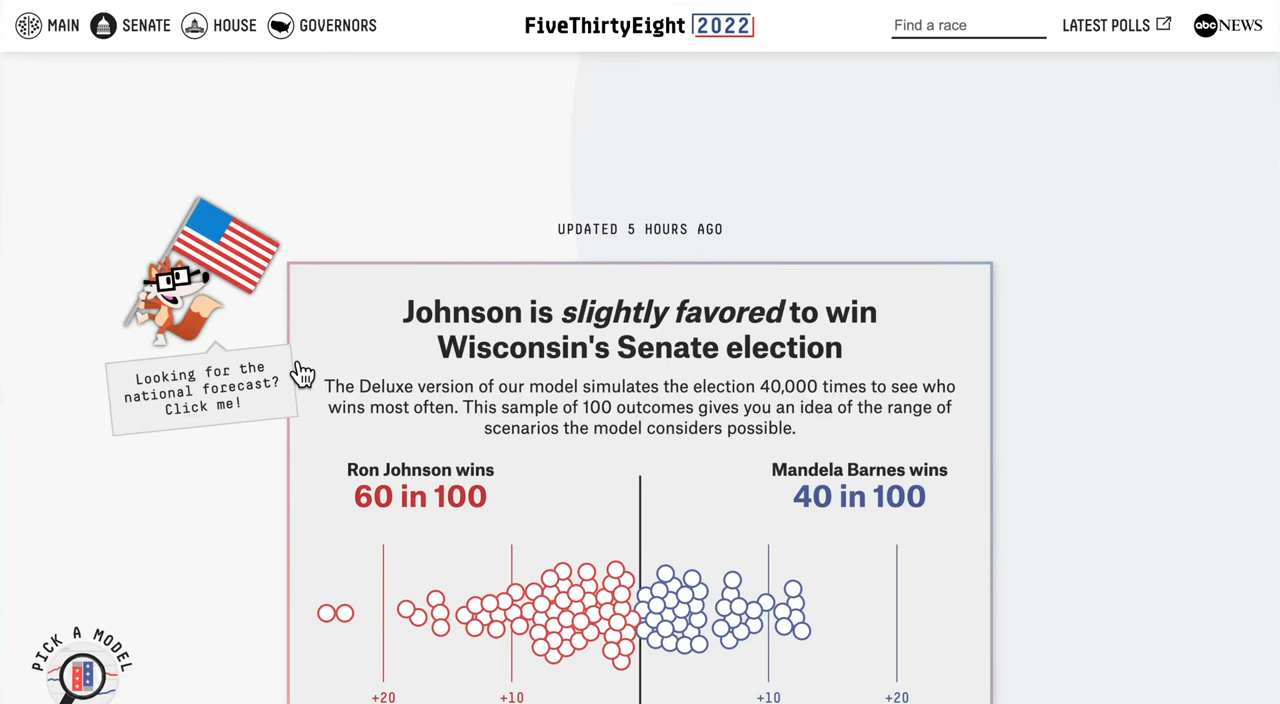 MAIN SENATE HOUSE GOVERNORS FiveThirtyEight 2022 Find a race LATEST POLLS abc NEWS
UPDATED 5 HOURS AGO
Looking for the
national forecast?
Click me!
Johnson is slightly favored to win
Wisconsin's Senate election
The Deluxe version of our model simulates the election 40,000 times to see who
wins most often. This sample of 100 outcomes gives you an idea of the range of
scenarios the model considers possible.
Ron Johnson wins Mandela Barnes wins
60 in 100 40 in 100
PICK A MODEL
+20 +10 +10 +20